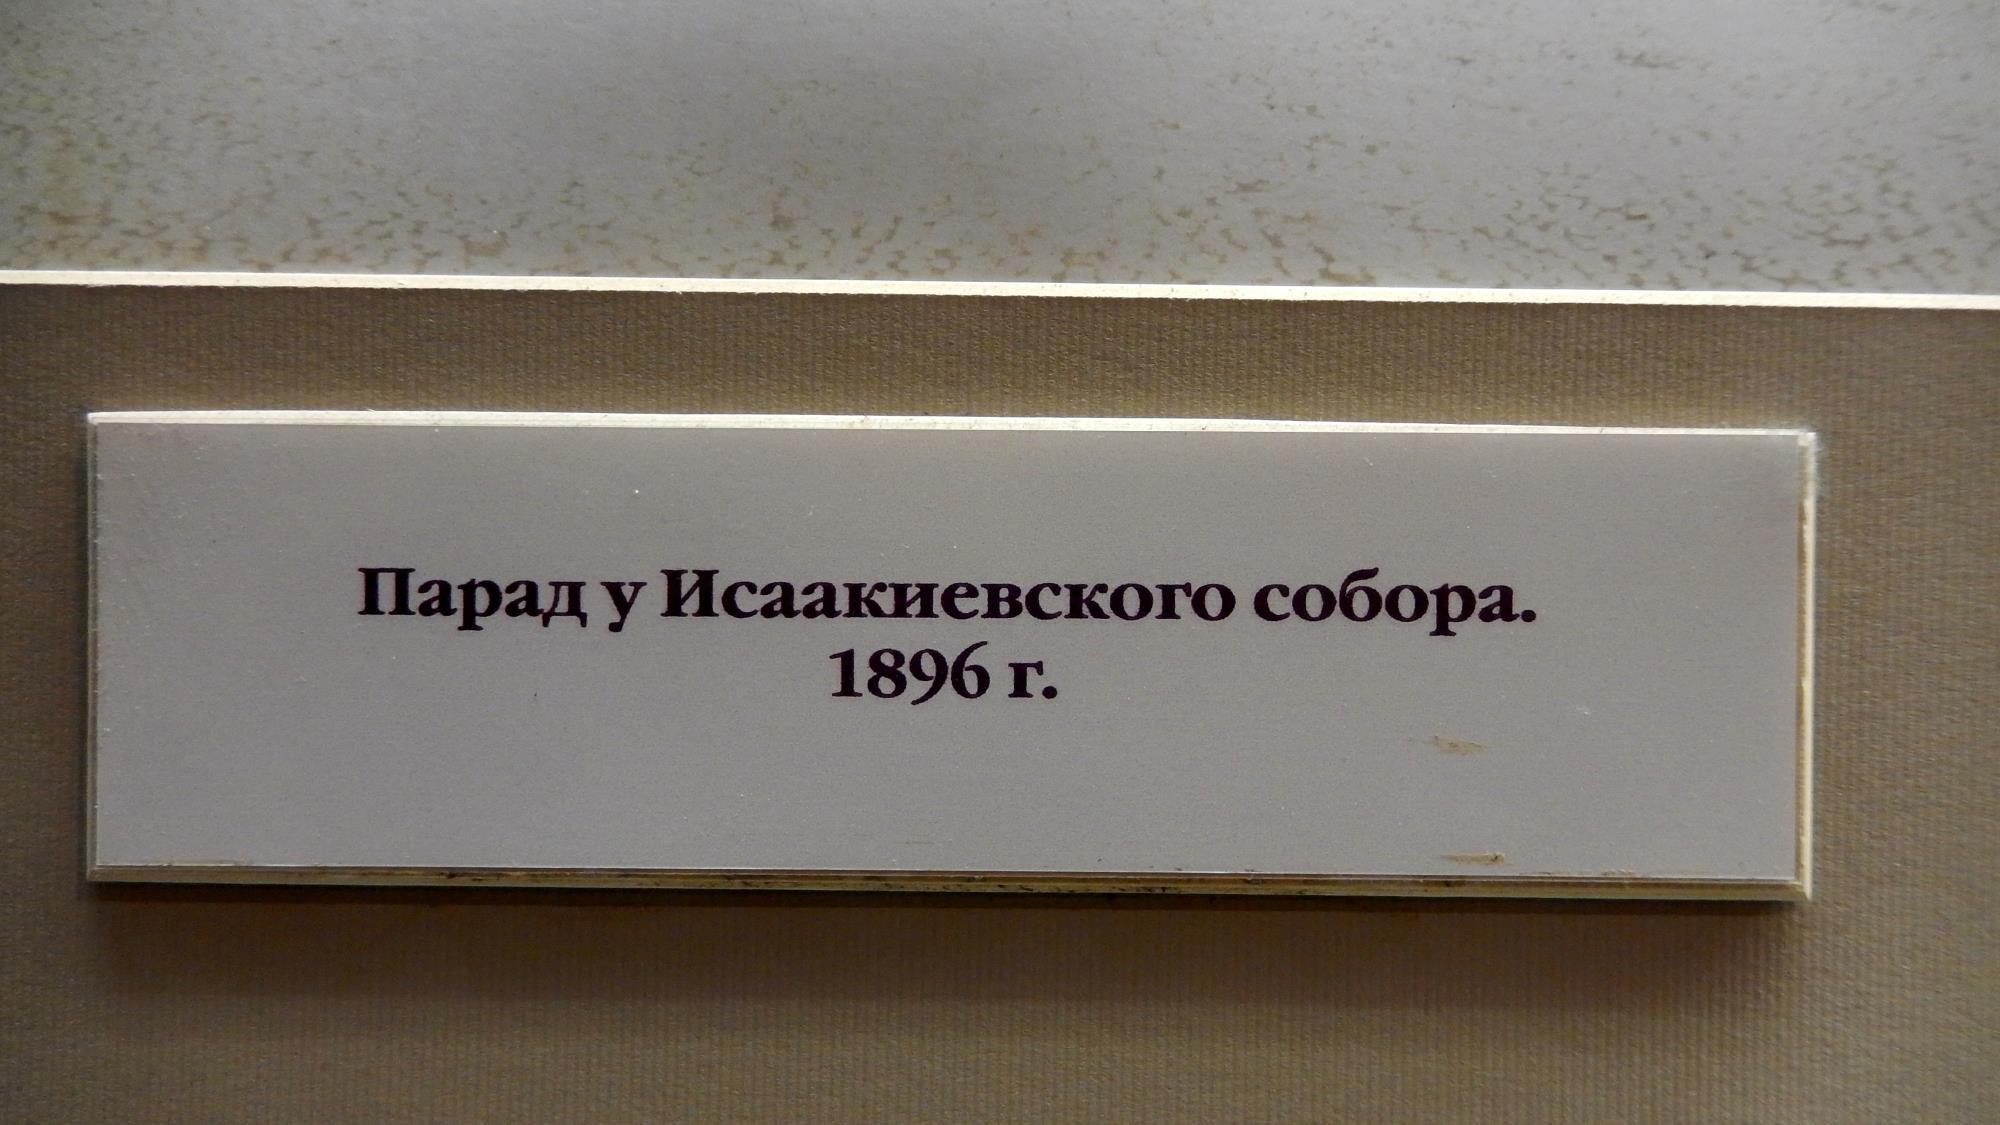 Парад у Исаакиевского собора.
1896 г.